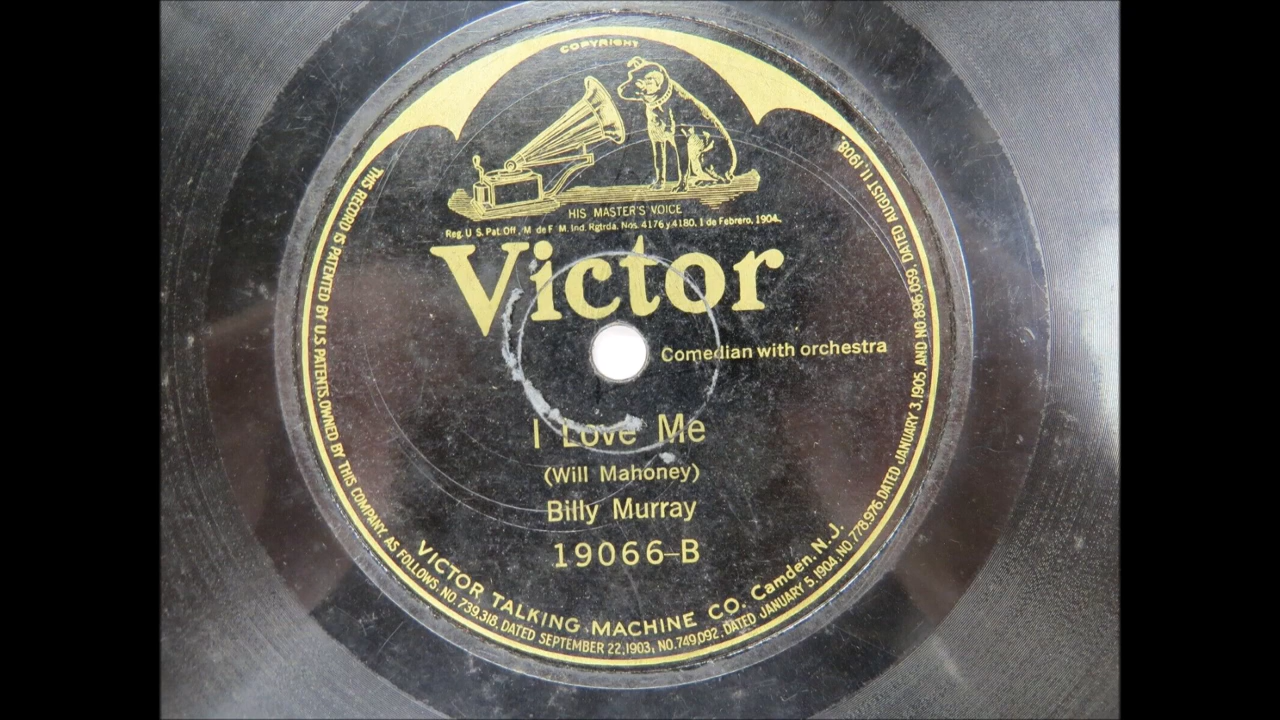 COPYRIGHT
HIS MASTER'S VOICE
Reg. U.S. Pat. Off. M. de F. M. Ind. Rgtrda. Nos. 4176 y 4180, 1 de Febrero, 1904.
Victor
Comedian with orchestra
I Love Me
(Will Mahoney)
Billy Murray
19066-B
VICTOR TALKING MACHINE CO. Camden, N.J.
THIS RECORD IS PATENTED BY U.S. PATENTS, OWNED BY THIS COMPANY, AS FOLLOWS, NO. 739,318, DATED SEPTEMBER 22, 1903; NO. 749,092, DATED JANUARY 5, 1904, NO. 778,976, DATED JANUARY 3, 1905, AND NO. 896,059, DATED AUGUST 11, 1908.